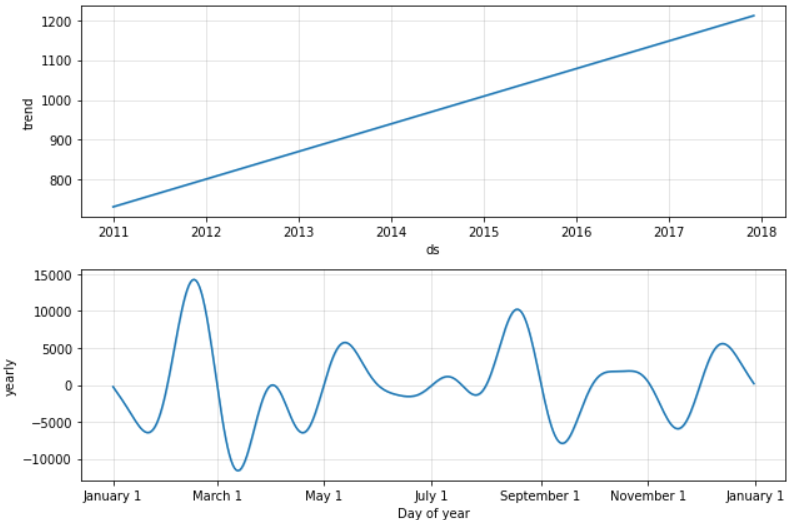 1200
1100
1000
900
800
trend
2011 2012 2013 2014 2015 2016 2017 2018
ds
15000
10000
5000
0
−5000
−10000
yearly
January 1 March 1 May 1 July 1 September 1 November 1 January 1
Day of year